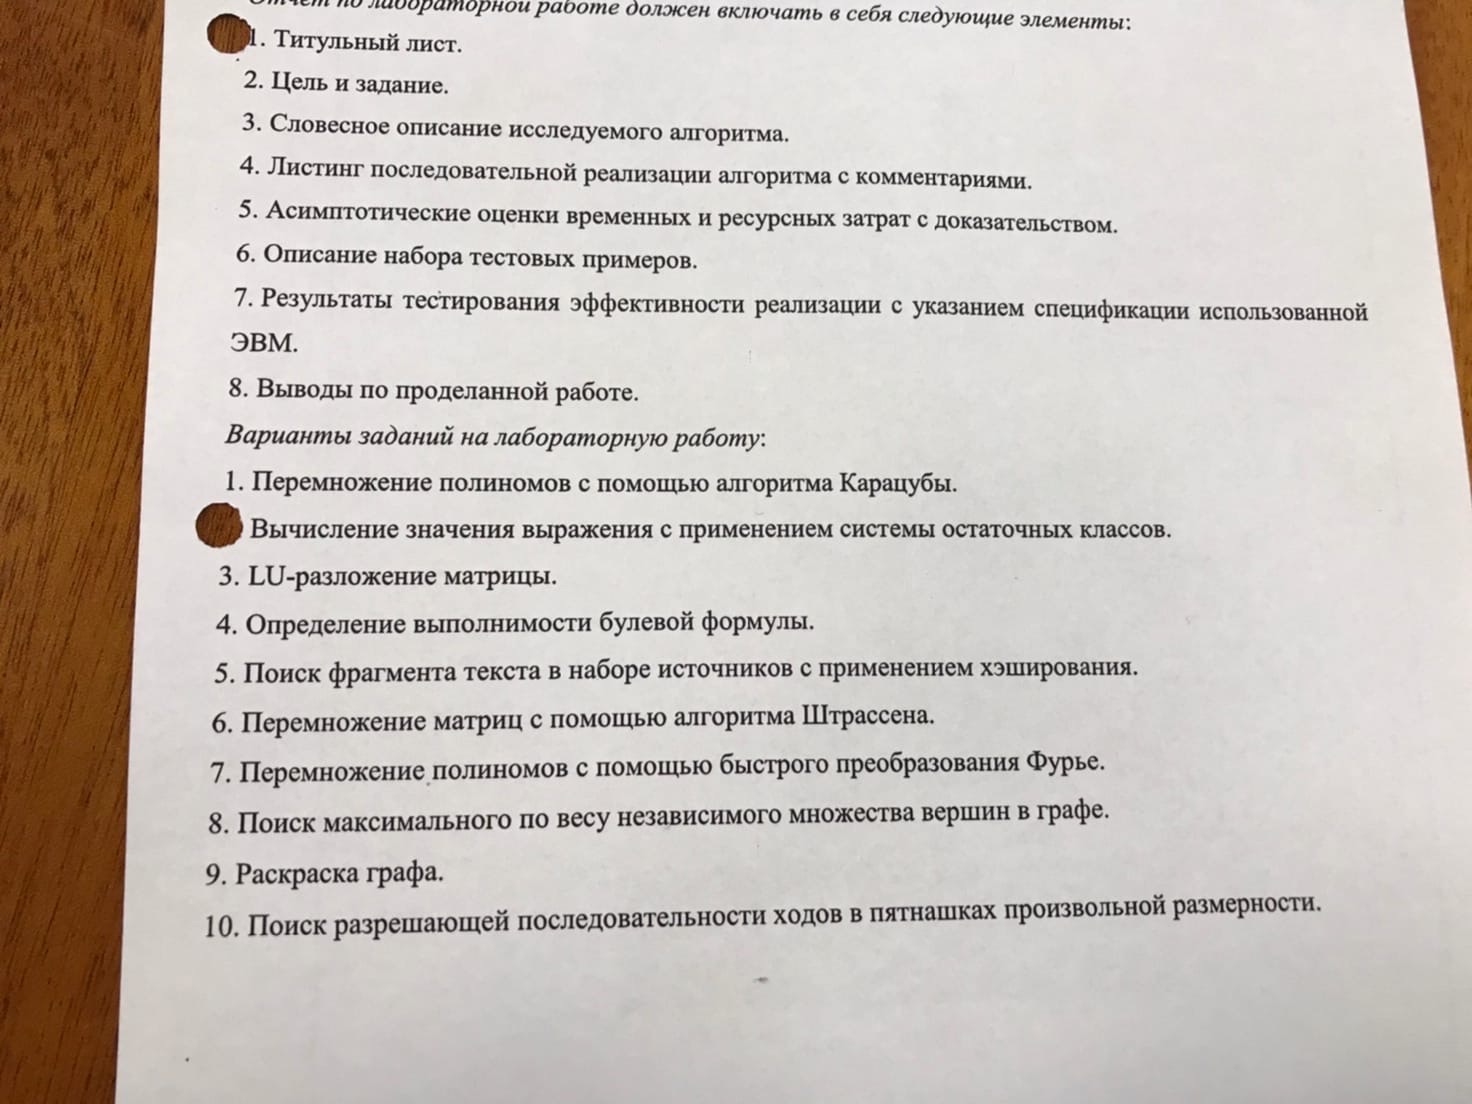 Отчет по лабораторной работе должен включать в себя следующие элементы:
1. Титульный лист.
2. Цель и задание.
3. Словесное описание исследуемого алгоритма.
4. Листинг последовательной реализации алгоритма с комментариями.
5. Асимптотические оценки временных и ресурсных затрат с доказательством.
6. Описание набора тестовых примеров.
7. Результаты тестирования эффективности реализации с указанием спецификации использованной
ЭВМ.
8. Выводы по проделанной работе.
Варианты заданий на лабораторную работу:
1. Перемножение полиномов с помощью алгоритма Карацубы.
Вычисление значения выражения с применением системы остаточных классов.
3. LU-разложение матрицы.
4. Определение выполнимости булевой формулы.
5. Поиск фрагмента текста в наборе источников с применением хэширования.
6. Перемножение матриц с помощью алгоритма Штрассена.
7. Перемножение полиномов с помощью быстрого преобразования Фурье.
8. Поиск максимального по весу независимого множества вершин в графе.
9. Раскраска графа.
10. Поиск разрешающей последовательности ходов в пятнашках произвольной размерности.